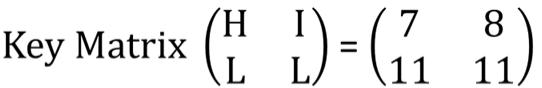 Key Matrix (H I) = (7 8)
(L L) (11 11)